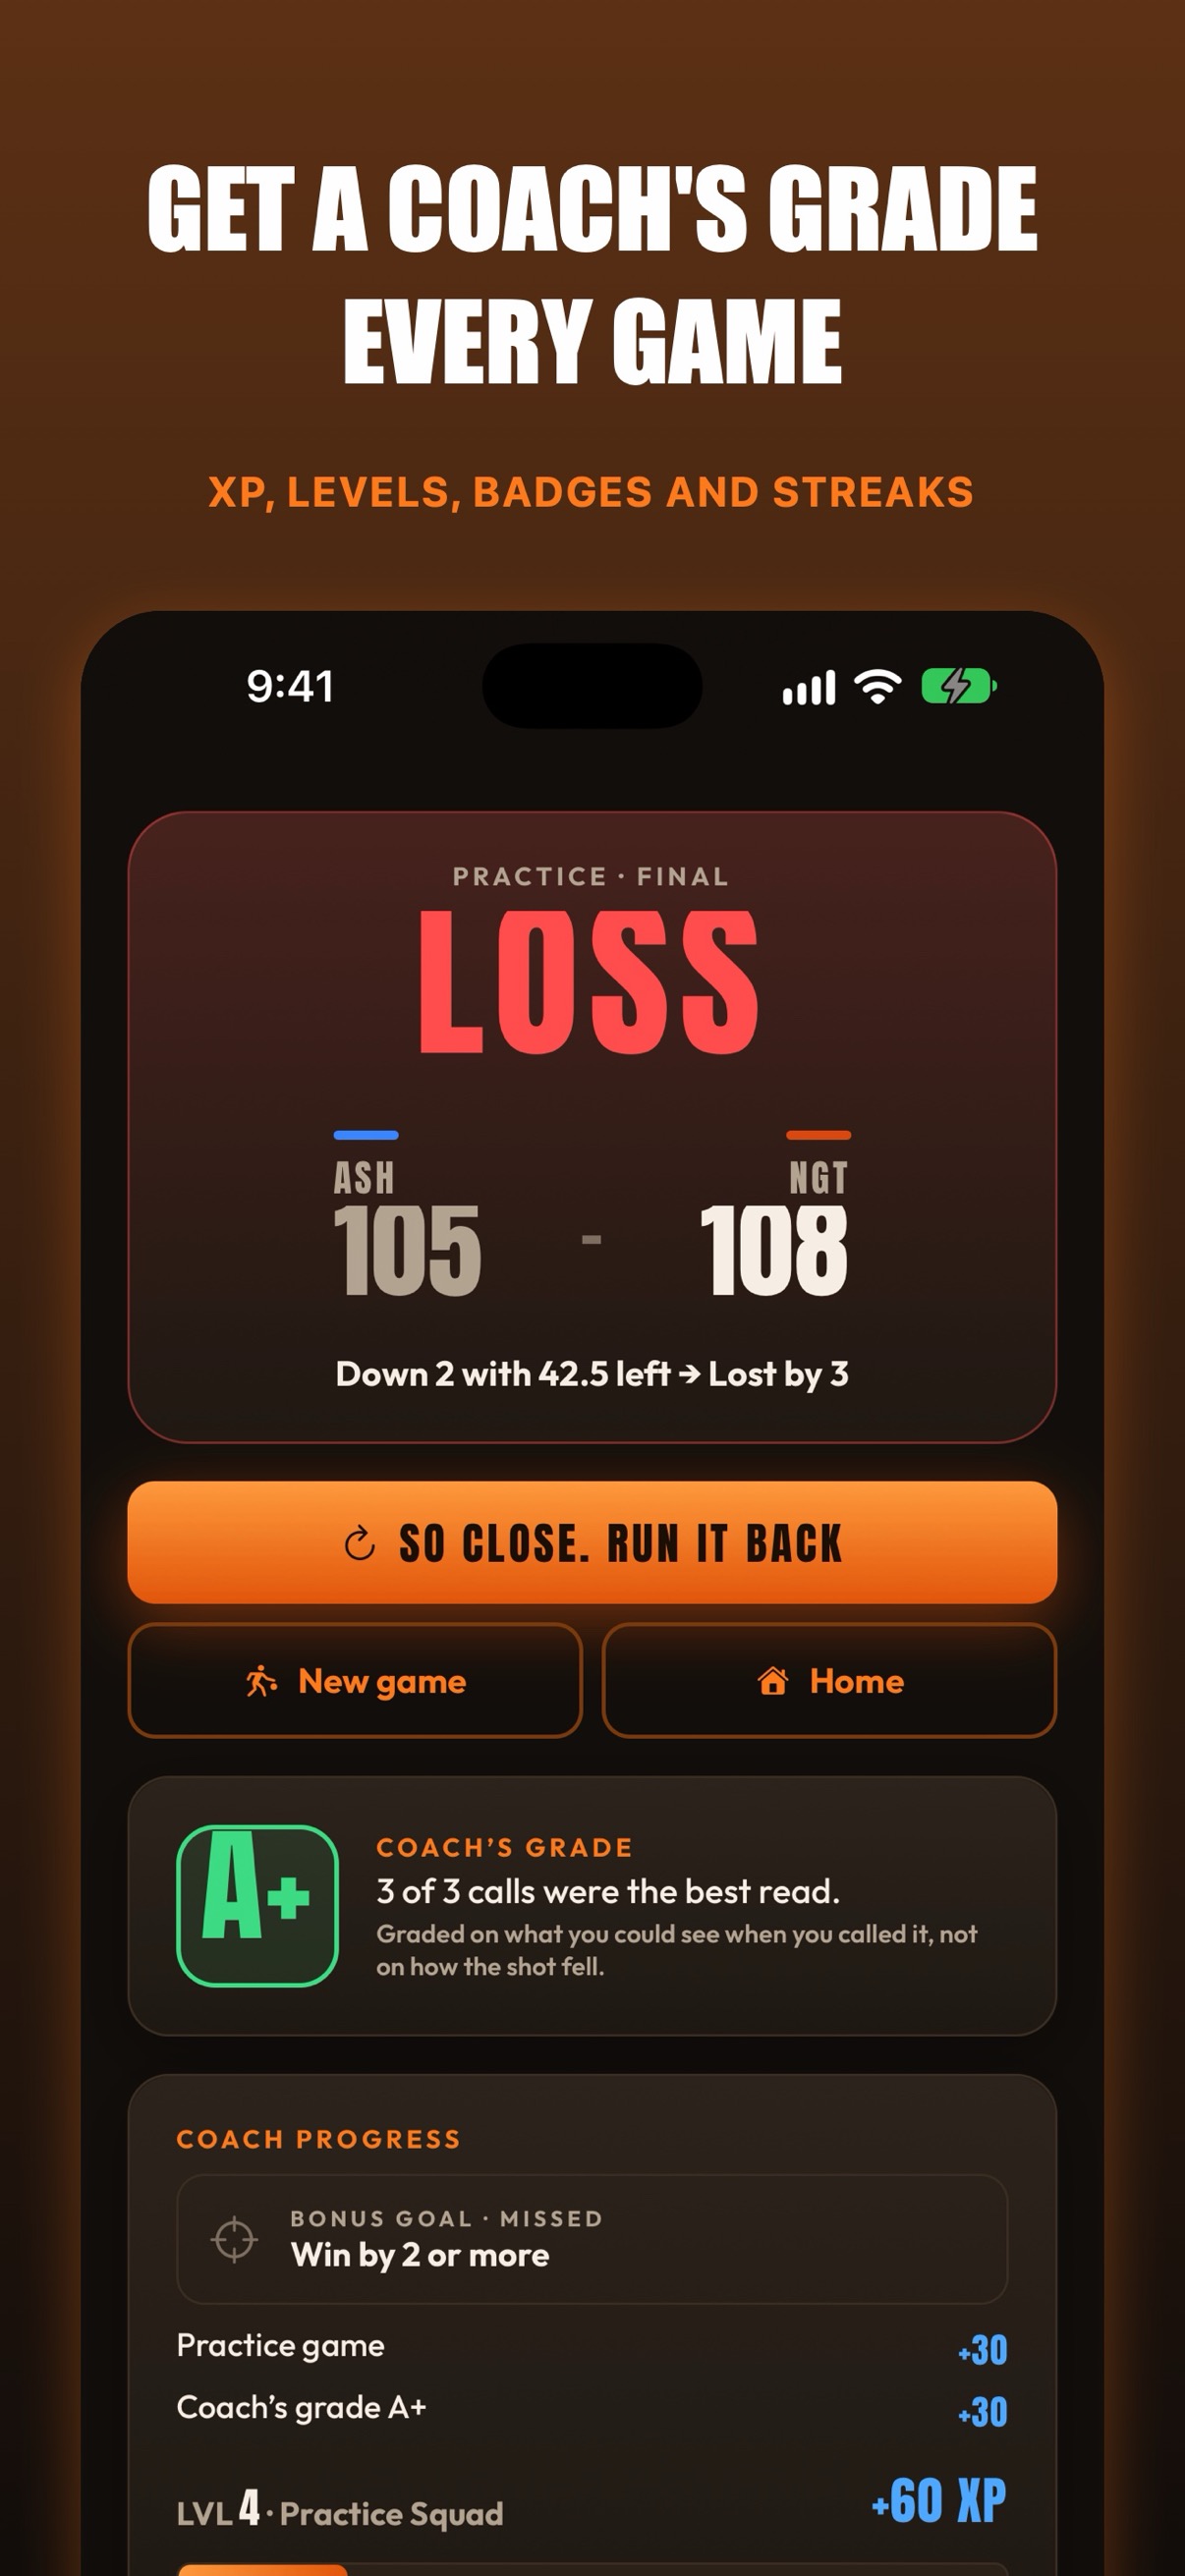 GET A COACH'S GRADE
EVERY GAME
XP, LEVELS, BADGES AND STREAKS
9:41
PRACTICE · FINAL
LOSS
ASH NGT
105 - 108
Down 2 with 42.5 left → Lost by 3
SO CLOSE. RUN IT BACK
New game Home
A+
COACH’S GRADE
3 of 3 calls were the best read.
Graded on what you could see when you called it, not
on how the shot fell.
COACH PROGRESS
BONUS GOAL · MISSED
Win by 2 or more
Practice game +30
Coach’s grade A+ +30
LVL 4 · Practice Squad +60 XP